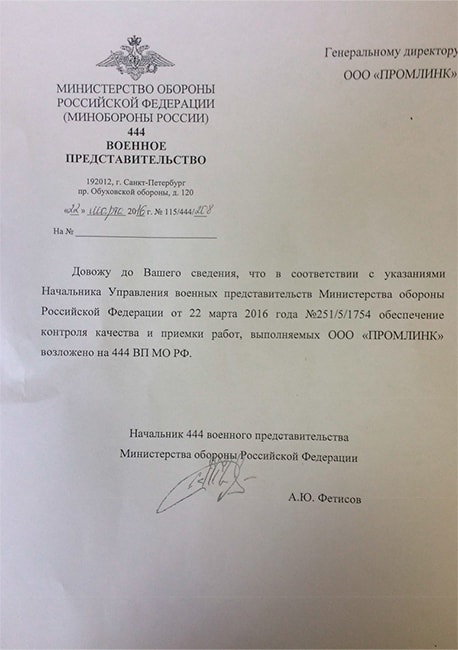 Генеральному директору
ООО «ПРОМЛИНК»
МИНИСТЕРСТВО ОБОРОНЫ
РОССИЙСКОЙ ФЕДЕРАЦИИ
(МИНОБОРОНЫ РОССИИ)
444
ВОЕННОЕ
ПРЕДСТАВИТЕЛЬСТВО
192012, г. Санкт-Петербург
пр. Обуховской обороны, д. 120
«22» марта 2016 г. № 115/444/208
На №
Довожу до Вашего сведения, что в соответствии с указаниями
Начальника Управления военных представительств Министерства обороны
Российской Федерации от 22 марта 2016 года №251/5/1754 обеспечение
контроля качества и приемки работ, выполняемых ООО «ПРОМЛИНК»
возложено на 444 ВП МО РФ.
Начальник 444 военного представительства
Министерства обороны Российской Федерации
А.Ю. Фетисов